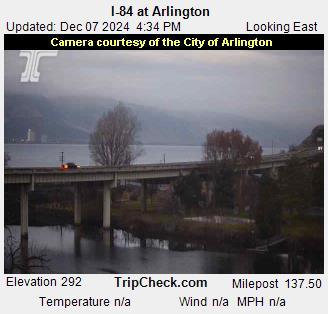 I-84 at Arlington
Updated: Dec 07 2024 4:34 PM Looking East
Camera courtesy of the City of Arlington
Elevation 292 TripCheck.com Milepost 137.50
Temperature n/a Wind n/a MPH n/a